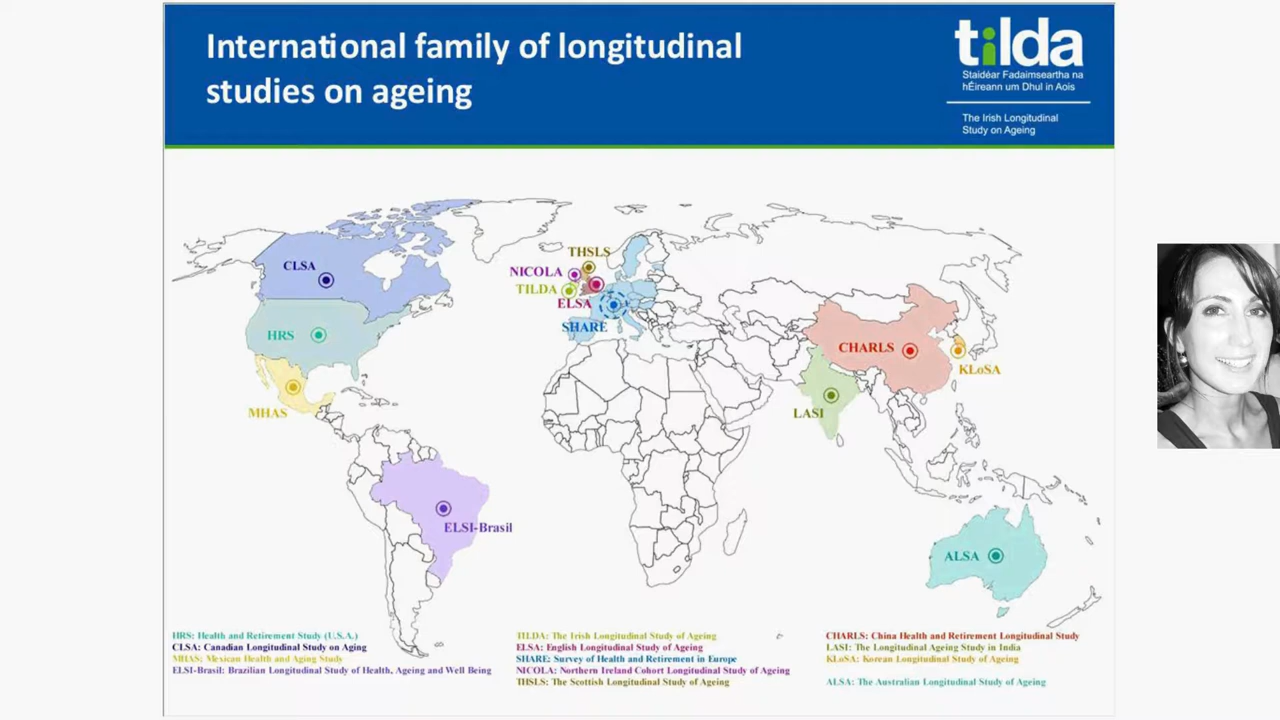 International family of longitudinal
studies on ageing
tilda
Staidéar Fadaimseartha na
hÉireann um Dhul in Aois
The Irish Longitudinal
Study on Ageing
CLSA
HRS
MHAS
ELSI-Brasil
THSLS
NICOLA
TILDA
ELSA
SHARE
CHARLS
KLoSA
LASI
ALSA
HRS: Health and Retirement Study (U.S.A.)
CLSA: Canadian Longitudinal Study on Aging
MHAS: Mexican Health and Aging Study
ELSI-Brasil: Brazilian Longitudinal Study of Health, Ageing and Well Being
TILDA: The Irish Longitudinal Study of Ageing
ELSA: English Longitudinal Study of Ageing
SHARE: Survey of Health and Retirement in Europe
NICOLA: Northern Ireland Cohort Longitudinal Study of Ageing
THSLS: The Scottish Longitudinal Study of Ageing
CHARLS: China Health and Retirement Longitudinal Study
LASI: The Longitudinal Ageing Study in India
KLoSA: Korean Longitudinal Study of Ageing
ALSA: The Australian Longitudinal Study of Ageing